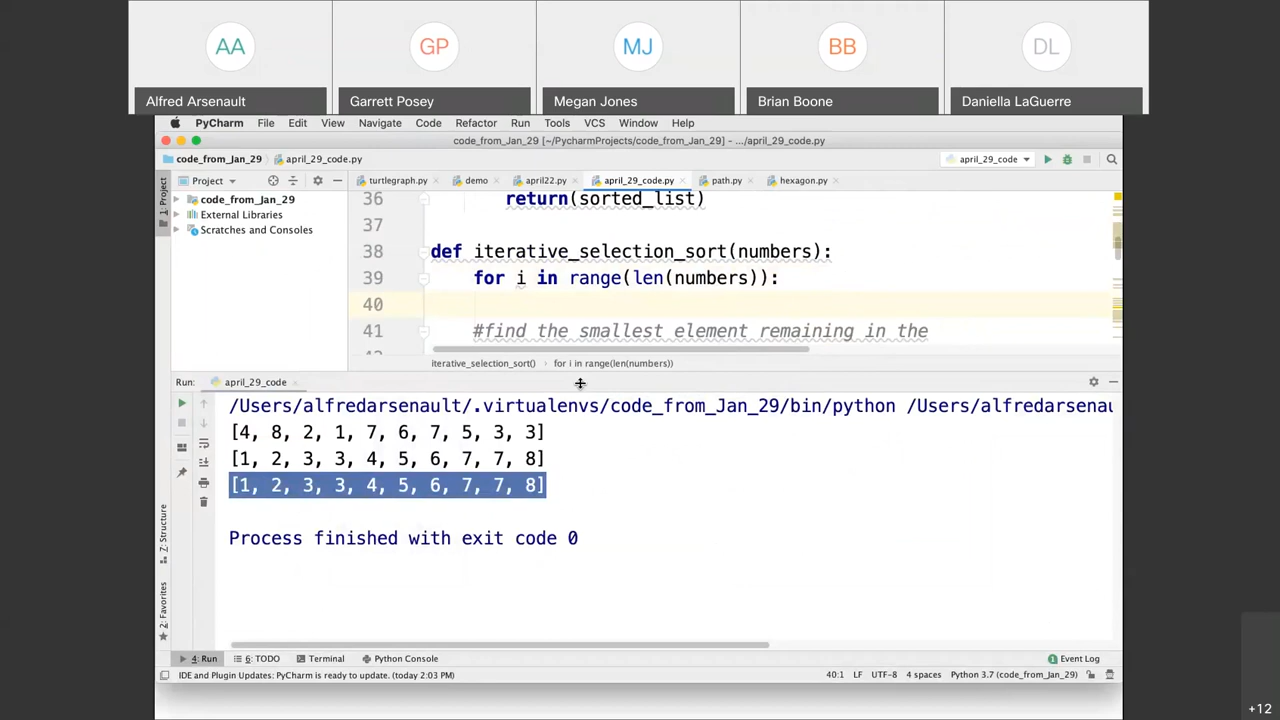 AA GP MJ BB DL
Alfred Arsenault Garrett Posey Megan Jones Brian Boone Daniella LaGuerre
PyCharm File Edit View Navigate Code Refactor Run Tools VCS Window Help
code_from_Jan_29 [~/PycharmProjects/code_from_Jan_29] - .../april_29_code.py
code_from_Jan_29 april_29_code.py april_29_code
1: Project
Project turtlegraph.py demo april22.py april_29_code.py path.py hexagon.py
code_from_Jan_29
External Libraries
Scratches and Consoles
36 return(sorted_list)
37
38 def iterative_selection_sort(numbers):
39 for i in range(len(numbers)):
40
41 #find the smallest element remaining in the
iterative_selection_sort() › for i in range(len(numbers))
Run: april_29_code
/Users/alfredarsenault/.virtualenvs/code_from_Jan_29/bin/python /Users/alfredarsenau
[4, 8, 2, 1, 7, 6, 7, 5, 3, 3]
[1, 2, 3, 3, 4, 5, 6, 7, 7, 8]
[1, 2, 3, 3, 4, 5, 6, 7, 7, 8]
Process finished with exit code 0
Z: Structure
2: Favorites
4: Run 6: TODO Terminal Python Console 1 Event Log
IDE and Plugin Updates: PyCharm is ready to update. (today 2:03 PM) 40:1 LF UTF-8 4 spaces Python 3.7 (code_from_Jan_29)
+12